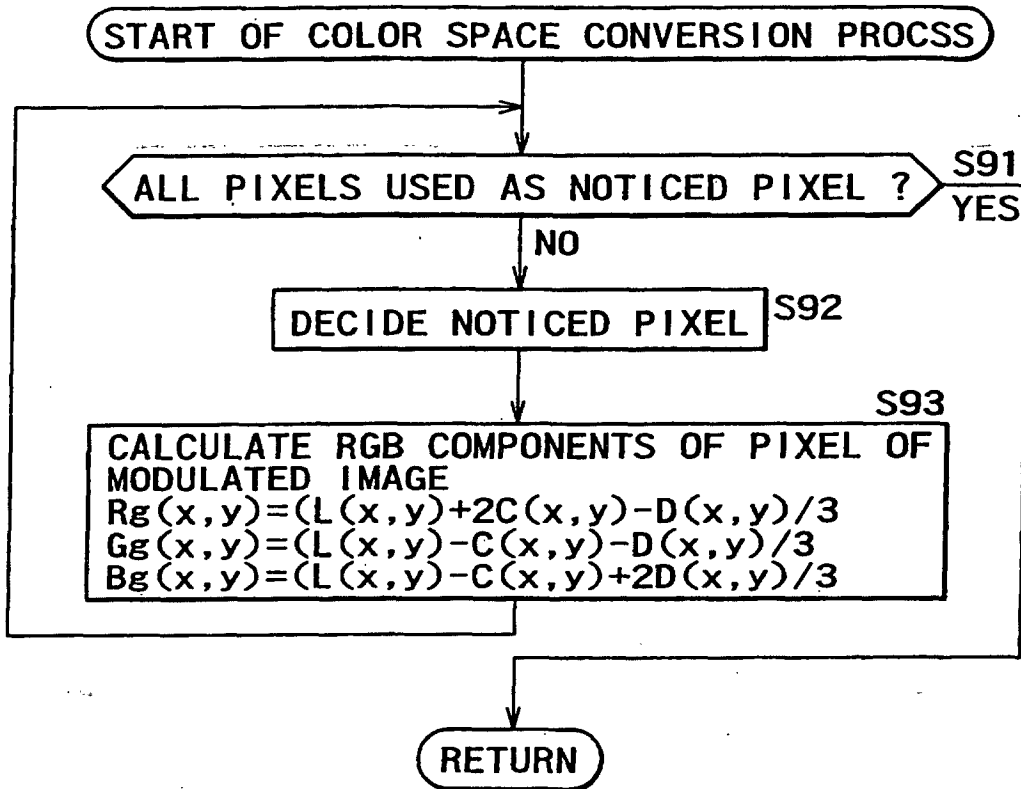 START OF COLOR SPACE CONVERSION PROCSS
ALL PIXELS USED AS NOTICED PIXEL ?
S91
YES
NO
DECIDE NOTICED PIXEL
S92
S93
CALCULATE RGB COMPONENTS OF PIXEL OF
MODULATED IMAGE
Rg(x,y)=(L(x,y)+2C(x,y)-D(x,y)/3
Gg(x,y)=(L(x,y)-C(x,y)-D(x,y)/3
Bg(x,y)=(L(x,y)-C(x,y)+2D(x,y)/3
RETURN